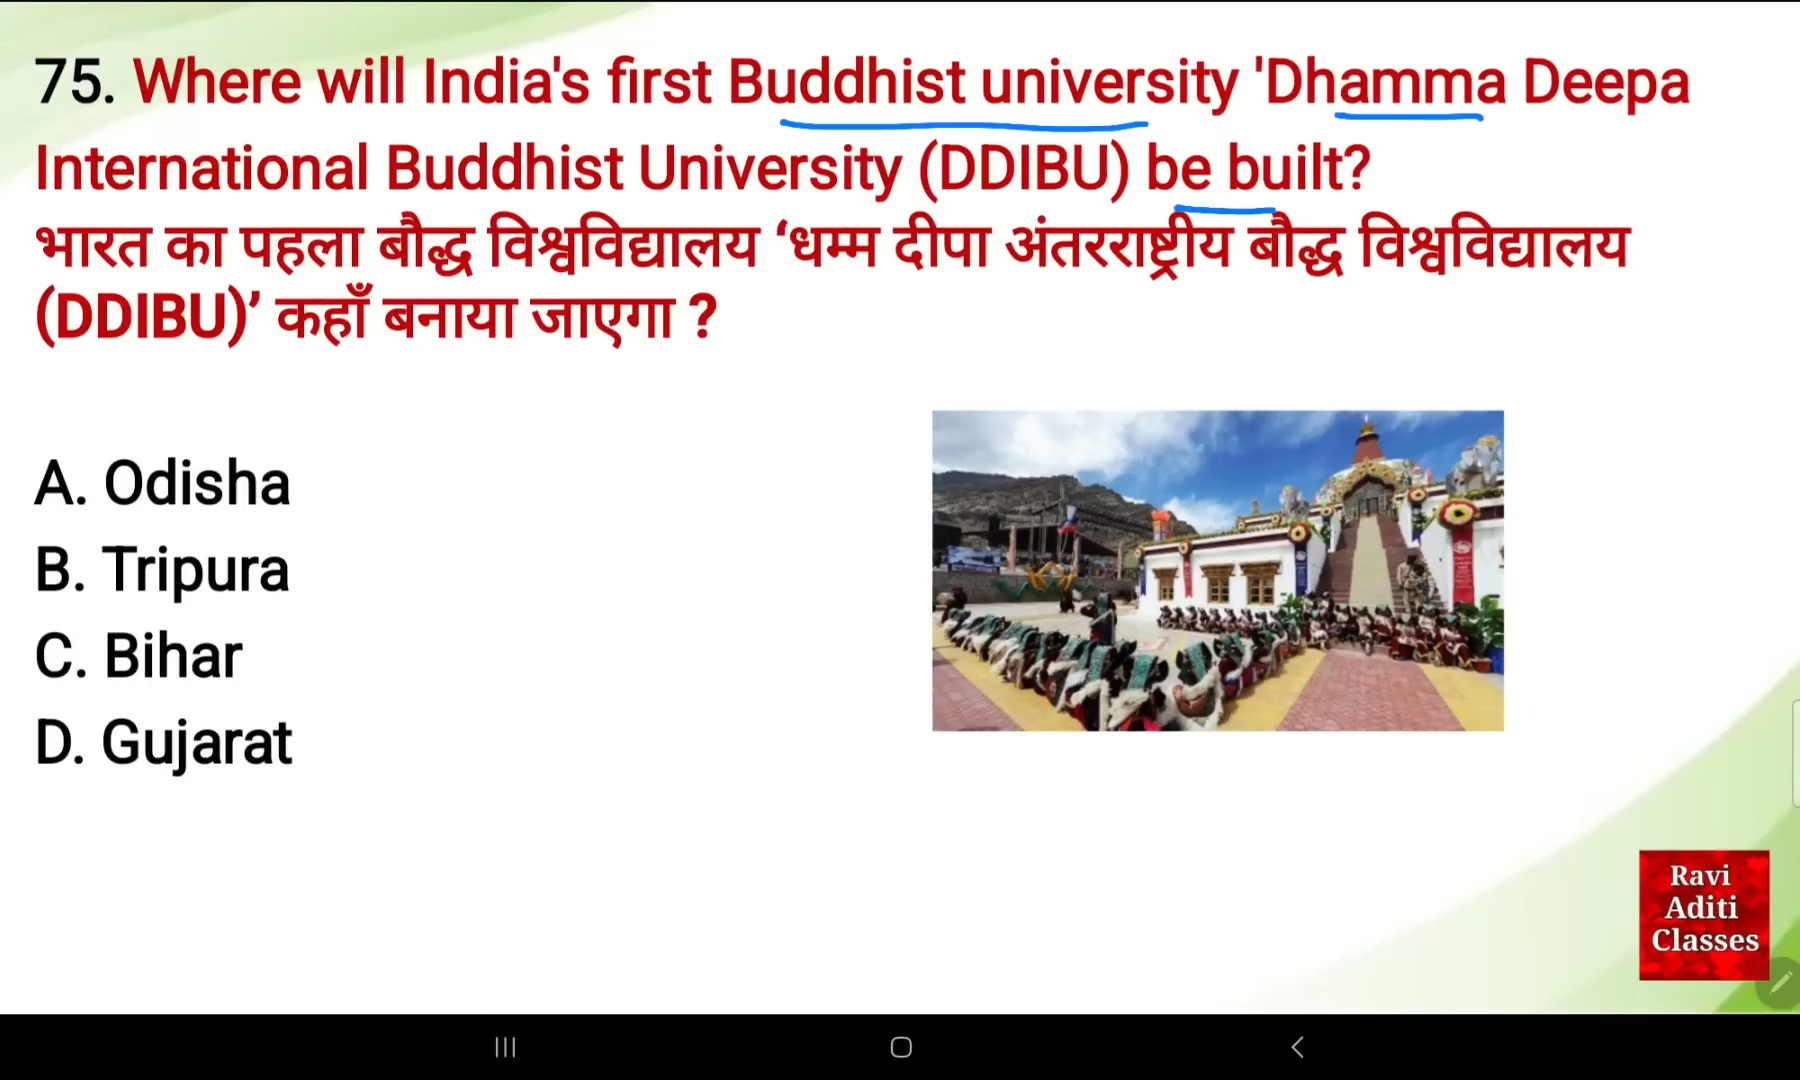 75. Where will India's first Buddhist university 'Dhamma Deepa
International Buddhist University (DDIBU) be built?
भारत का पहला बौद्ध विश्वविद्यालय ‘धम्म दीपा अंतरराष्ट्रीय बौद्ध विश्वविद्यालय
(DDIBU)’ कहाँ बनाया जाएगा ?
A. Odisha
B. Tripura
C. Bihar
D. Gujarat
Ravi
Aditi
Classes